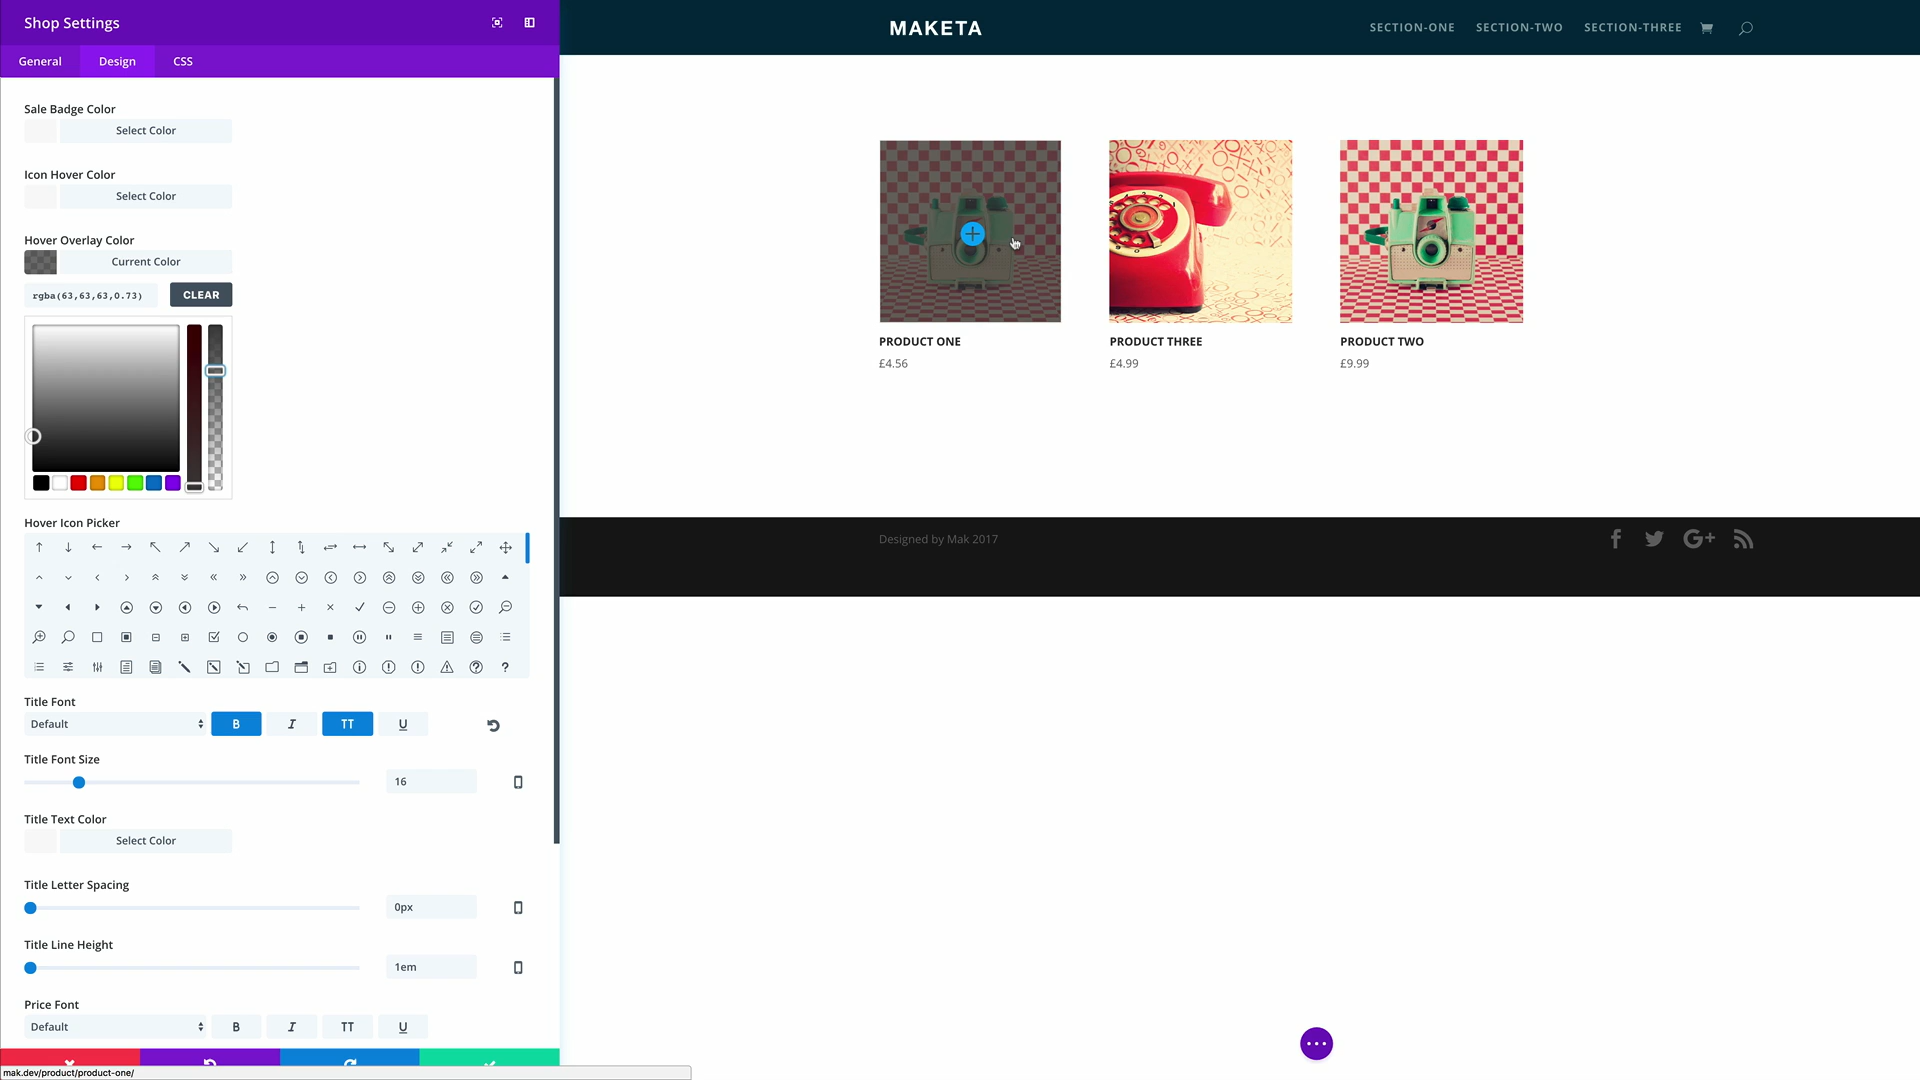 Shop Settings
General Design CSS
Sale Badge Color
Select Color
Icon Hover Color
Select Color
Hover Overlay Color
Current Color
rgba(63,63,63,0.73) CLEAR
Hover Icon Picker
Title Font
Default B I TT U
Title Font Size
16
Title Text Color
Select Color
Title Letter Spacing
0px
Title Line Height
1em
Price Font
Default B I TT U
mak.dev/product/product-one/
MAKETA SECTION-ONE SECTION-TWO SECTION-THREE
PRODUCT ONE PRODUCT THREE PRODUCT TWO
£4.56 £4.99 £9.99
Designed by Mak 2017